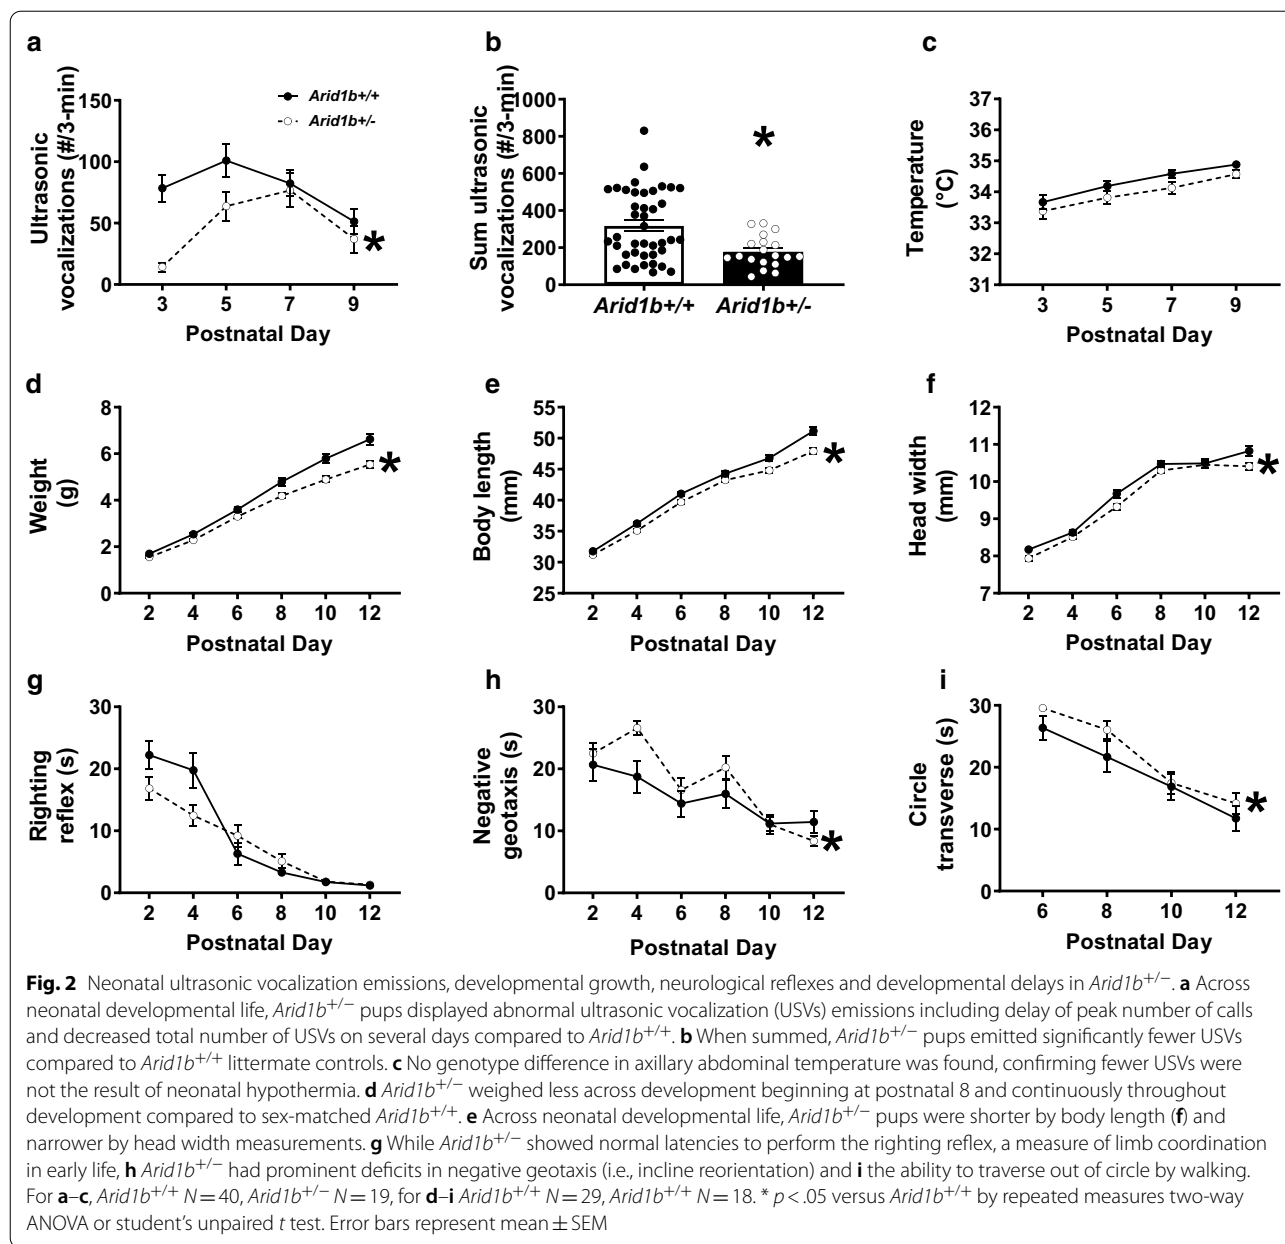 a
Ultrasonic
vocalizations (#/3-min)
150
100
50
0
3 5 7 9
Postnatal Day
Arid1b+/+
Arid1b+/-
*
b
Sum ultrasonic
vocalizations (#/3-min)
1000
800
600
400
200
0
*
Arid1b+/+ Arid1b+/-
c
Temperature
(°C)
37
36
35
34
33
32
31
3 5 7 9
Postnatal Day
d
Weight
(g)
8
6
4
2
0
*
2 4 6 8 10 12
Postnatal Day
e
Body length
(mm)
55
50
45
40
35
30
25
*
2 4 6 8 10 12
Postnatal Day
f
Head width
(mm)
12
11
10
9
8
7
*
2 4 6 8 10 12
Postnatal Day
g
Righting
reflex (s)
30
20
10
0
2 4 6 8 10 12
Postnatal Day
h
Negative
geotaxis (s)
30
20
10
0
*
2 4 6 8 10 12
Postnatal Day
i
Circle
transverse (s)
30
20
10
0
*
6 8 10 12
Postnatal Day
Fig. 2 Neonatal ultrasonic vocalization emissions, developmental growth, neurological reflexes and developmental delays in Arid1b+/−. a Across
neonatal developmental life, Arid1b+/− pups displayed abnormal ultrasonic vocalization (USVs) emissions including delay of peak number of calls
and decreased total number of USVs on several days compared to Arid1b+/+. b When summed, Arid1b+/− pups emitted significantly fewer USVs
compared to Arid1b+/+ littermate controls. c No genotype difference in axillary abdominal temperature was found, confirming fewer USVs were
not the result of neonatal hypothermia. d Arid1b+/− weighed less across development beginning at postnatal 8 and continuously throughout
development compared to sex-matched Arid1b+/+. e Across neonatal developmental life, Arid1b+/− pups were shorter by body length (f) and
narrower by head width measurements. g While Arid1b+/− showed normal latencies to perform the righting reflex, a measure of limb coordination
in early life, h Arid1b+/− had prominent deficits in negative geotaxis (i.e., incline reorientation) and i the ability to traverse out of circle by walking.
For a–c, Arid1b+/+ N = 40, Arid1b+/− N = 19, for d–i Arid1b+/+ N = 29, Arid1b+/+ N = 18. * p < .05 versus Arid1b+/+ by repeated measures two-way
ANOVA or student's unpaired t test. Error bars represent mean ± SEM